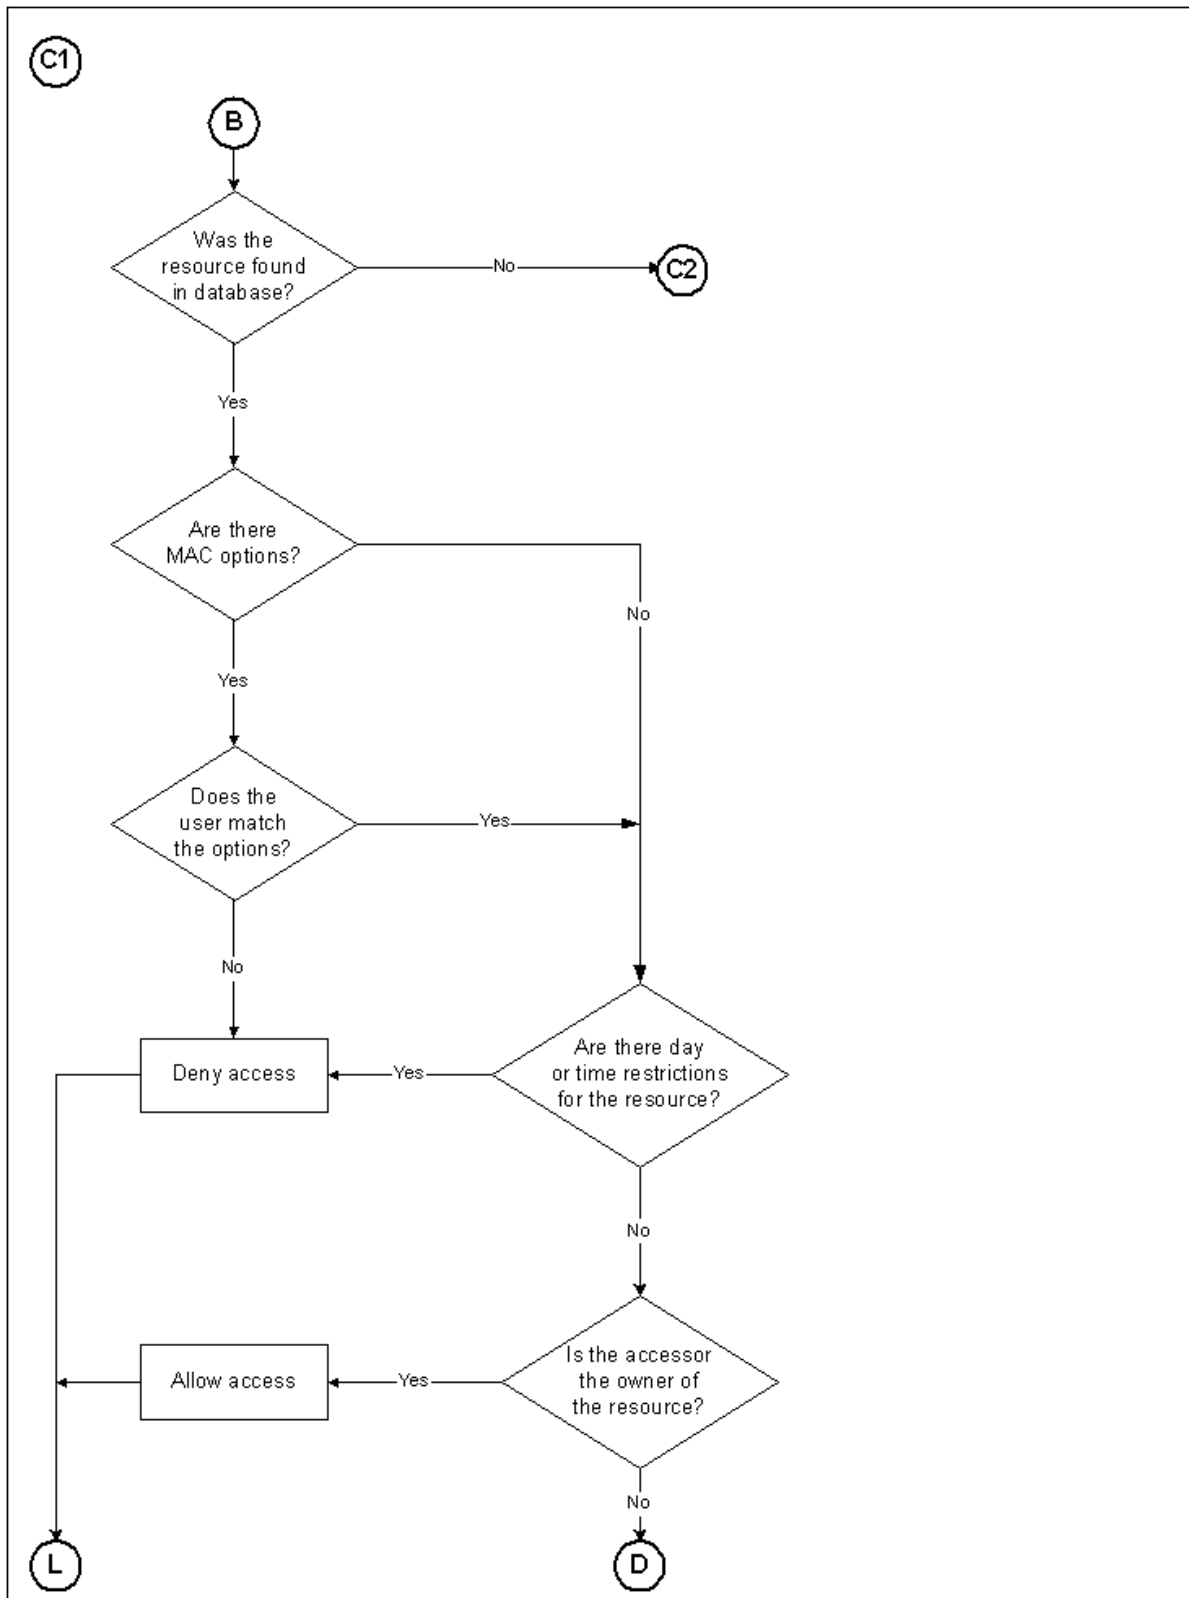 C1
B
Was the
resource found
in database?
No
C2
Yes
Are there
MAC options?
No
Yes
Does the
user match
the options?
Yes
No
Deny access
Yes
Are there day
or time restrictions
for the resource?
No
Allow access
Yes
Is the accessor
the owner of
the resource?
No
L
D